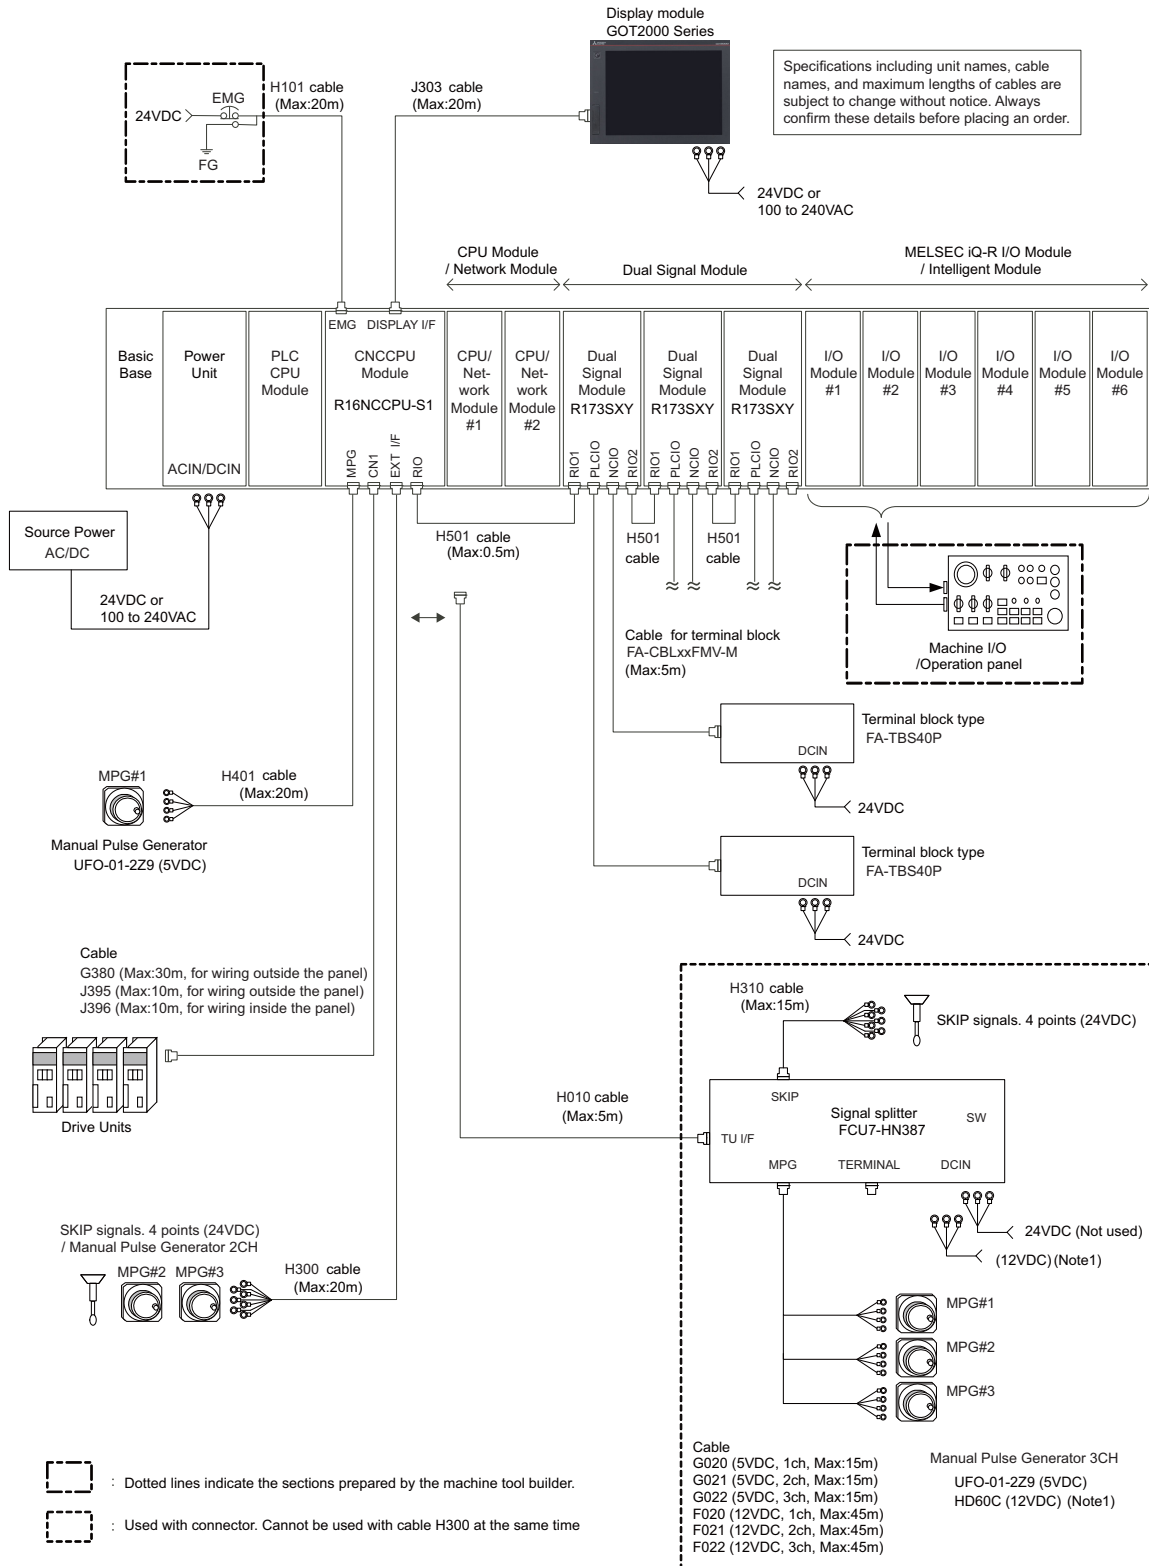 Display module
GOT2000 Series
Specifications including unit names, cable
names, and maximum lengths of cables are
subject to change without notice. Always
confirm these details before placing an order.
H101 cable
(Max:20m)
J303 cable
(Max:20m)
EMG
24VDC
FG
24VDC or
100 to 240VAC
CPU Module
/ Network Module
Dual Signal Module
MELSEC iQ-R I/O Module
/ Intelligent Module
EMG
DISPLAY I/F
Basic
Base
Power
Unit
ACIN/DCIN
PLC
CPU
Module
CNCCPU
Module
R16NCCPU-S1
MPG
CN1
EXT I/F
RIO
CPU/
Net-
work
Module
#1
CPU/
Net-
work
Module
#2
Dual
Signal
Module
R173SXY
RIO1
PLCIO
NCIO
RIO2
Dual
Signal
Module
R173SXY
RIO1
PLCIO
NCIO
RIO2
Dual
Signal
Module
R173SXY
RIO1
PLCIO
NCIO
RIO2
I/O
Module
#1
I/O
Module
#2
I/O
Module
#3
I/O
Module
#4
I/O
Module
#5
I/O
Module
#6
Source Power
AC/DC
24VDC or
100 to 240VAC
H501 cable
(Max:0.5m)
H501
cable
H501
cable
Machine I/O
/Operation panel
Cable for terminal block
FA-CBLxxFMV-M
(Max:5m)
Terminal block type
FA-TBS40P
DCIN
24VDC
MPG#1
H401 cable
(Max:20m)
Manual Pulse Generator
UFO-01-2Z9 (5VDC)
Terminal block type
FA-TBS40P
DCIN
24VDC
Cable
G380 (Max:30m, for wiring outside the panel)
J395 (Max:10m, for wiring outside the panel)
J396 (Max:10m, for wiring inside the panel)
Drive Units
H310 cable
(Max:15m)
SKIP signals. 4 points (24VDC)
H010 cable
(Max:5m)
SKIP
Signal splitter
FCU7-HN387
SW
TU I/F
MPG
TERMINAL
DCIN
24VDC (Not used)
(12VDC) (Note1)
SKIP signals. 4 points (24VDC)
/ Manual Pulse Generator 2CH
MPG#2
MPG#3
H300 cable
(Max:20m)
MPG#1
MPG#2
MPG#3
Cable
G020 (5VDC, 1ch, Max:15m)
G021 (5VDC, 2ch, Max:15m)
G022 (5VDC, 3ch, Max:15m)
F020 (12VDC, 1ch, Max:45m)
F021 (12VDC, 2ch, Max:45m)
F022 (12VDC, 3ch, Max:45m)
Manual Pulse Generator 3CH
UFO-01-2Z9 (5VDC)
HD60C (12VDC) (Note1)
: Dotted lines indicate the sections prepared by the machine tool builder.
: Used with connector. Cannot be used with cable H300 at the same time